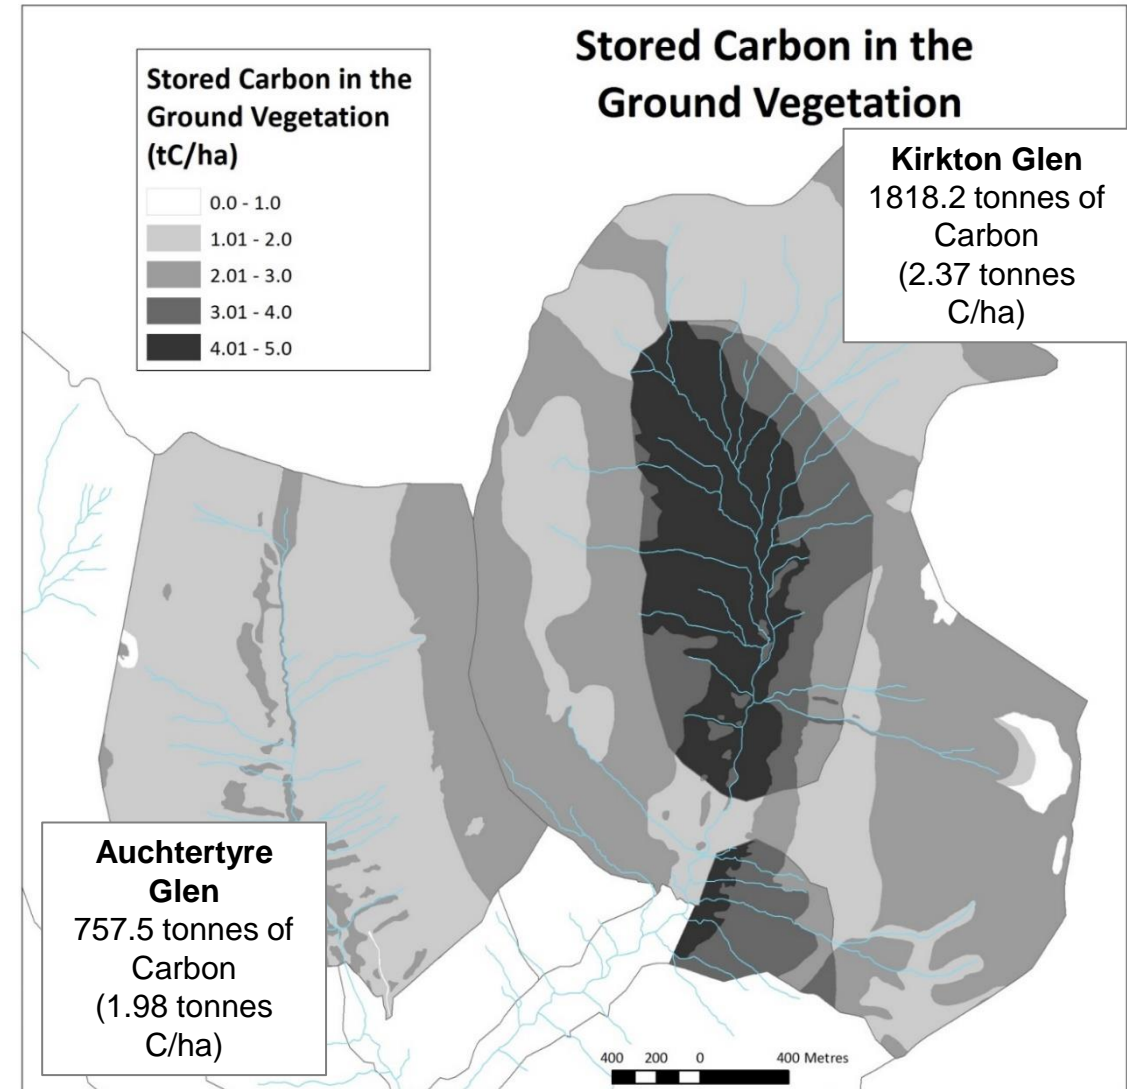 Stored Carbon in the
Ground Vegetation
Stored Carbon in the
Ground Vegetation
(tC/ha)
0.0 - 1.0
1.01 - 2.0
2.01 - 3.0
3.01 - 4.0
4.01 - 5.0
Kirkton Glen
1818.2 tonnes of
Carbon
(2.37 tonnes
C/ha)
Auchtertyre
Glen
757.5 tonnes of
Carbon
(1.98 tonnes
C/ha)
400 200 0 400 Metres